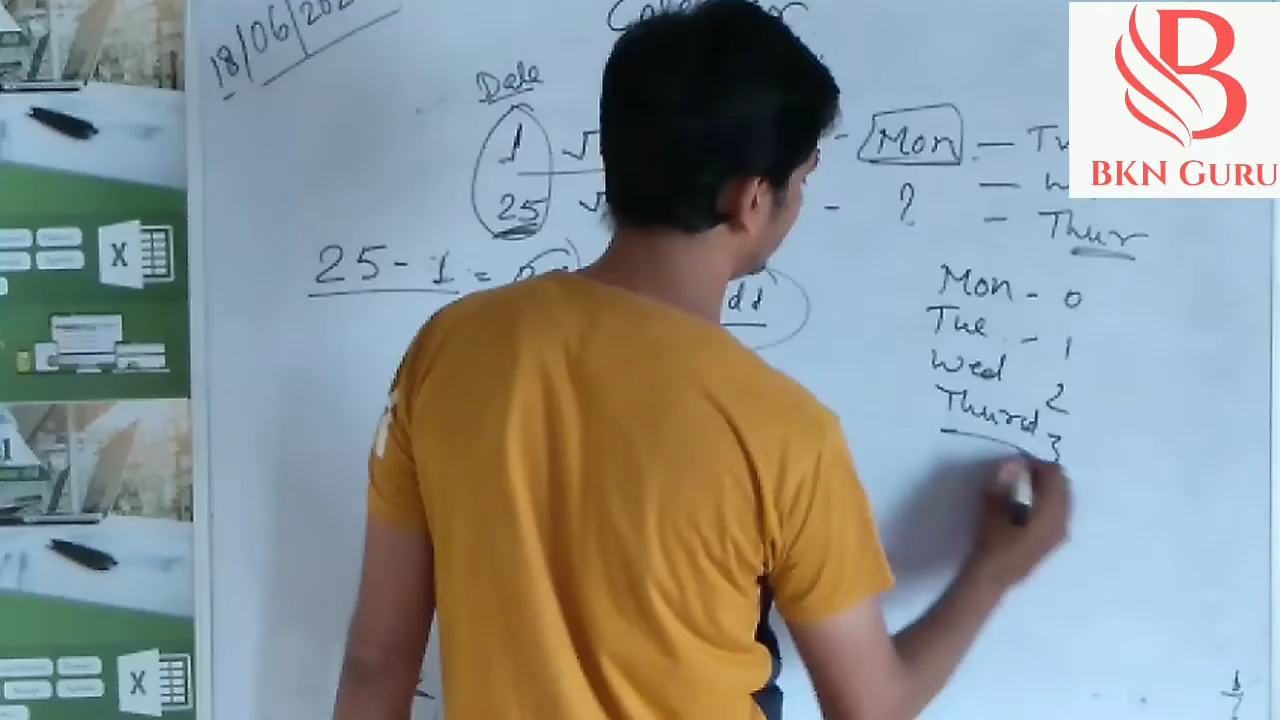 18/06/202
Date
1 √ - Mon - Tu
25 √ - ? - W
- Thur
25 - 1 =
Mon - 0
Tue - 1
Wed 2
Thurd 3
B
BKN GURU
X
X